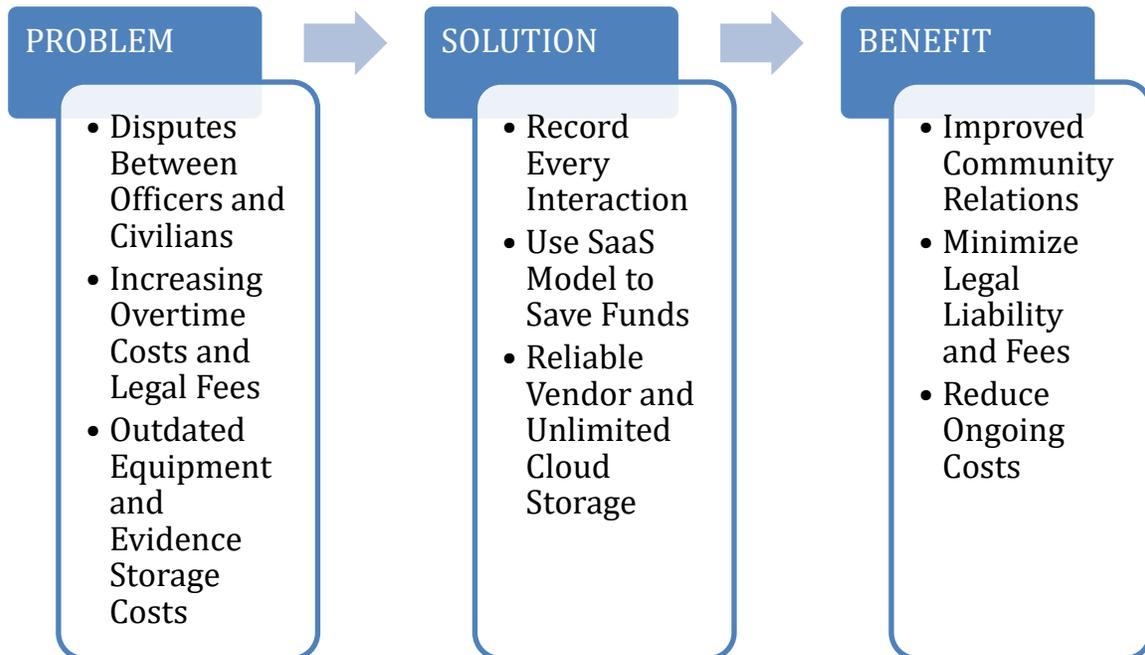 PROBLEM
• Disputes
Between
Officers and
Civilians
• Increasing
Overtime
Costs and
Legal Fees
• Outdated
Equipment
and
Evidence
Storage
Costs
SOLUTION
• Record
Every
Interaction
• Use SaaS
Model to
Save Funds
• Reliable
Vendor and
Unlimited
Cloud
Storage
BENEFIT
• Improved
Community
Relations
• Minimize
Legal
Liability
and Fees
• Reduce
Ongoing
Costs